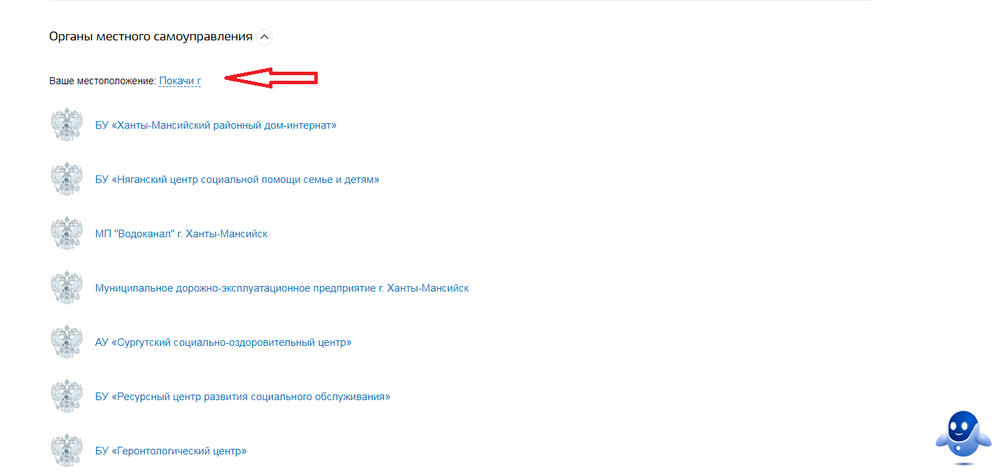 Органы местного самоуправления
Ваше местоположение: Покачи г
БУ «Ханты-Мансийский районный дом-интернат»
БУ «Няганский центр социальной помощи семье и детям»
МП "Водоканал" г. Ханты-Мансийск
Муниципальное дорожно-эксплуатационное предприятие г. Ханты-Мансийск
АУ «Сургутский социально-оздоровительный центр»
БУ «Ресурсный центр развития социального обслуживания»
БУ «Геронтологический центр»